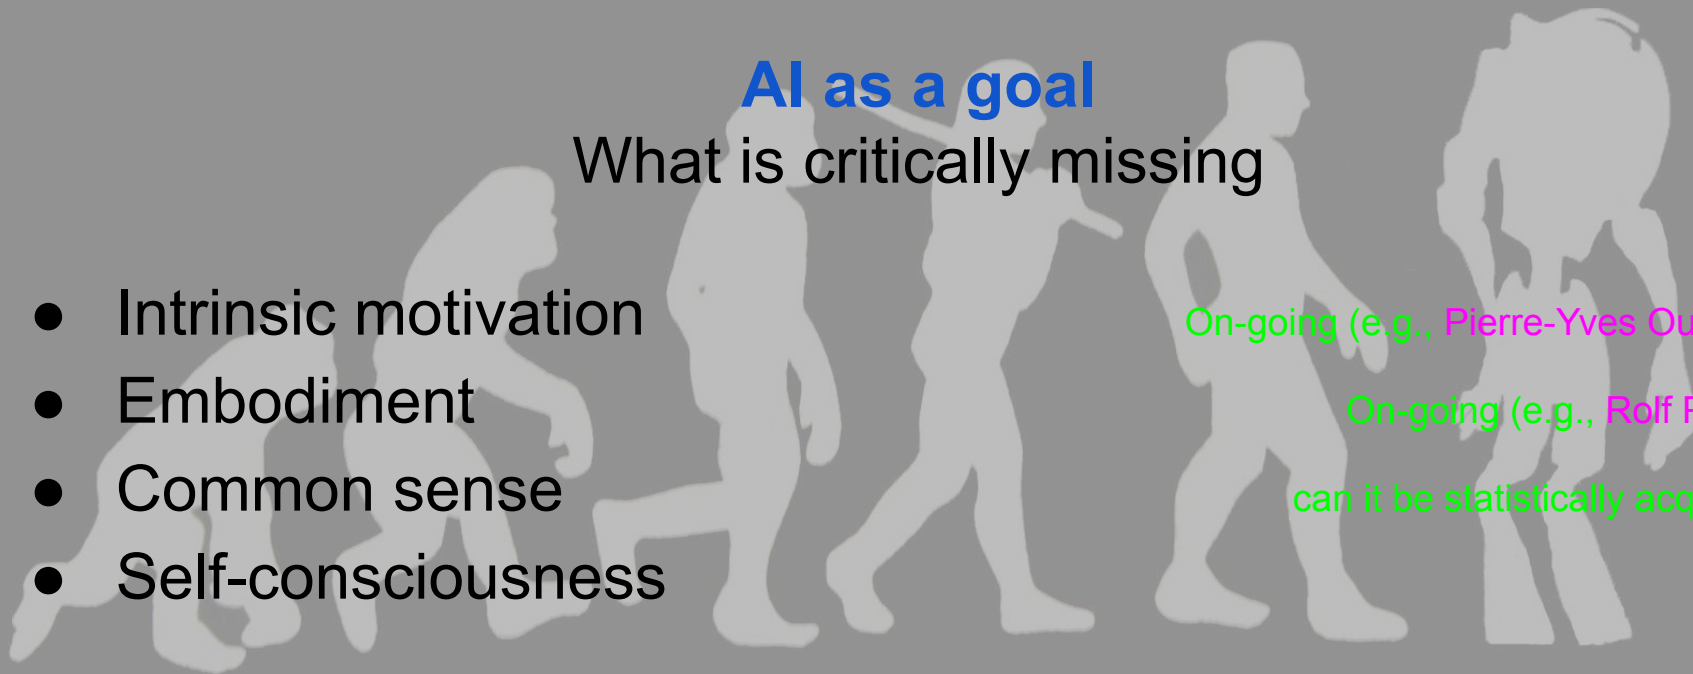 AI as a goal
What is critically missing
● Intrinsic motivation
On-going (e.g., Pierre-Yves
● Embodiment
On-going (e.g., Rolf
● Common sense
can it be statistically
● Self-consciousness